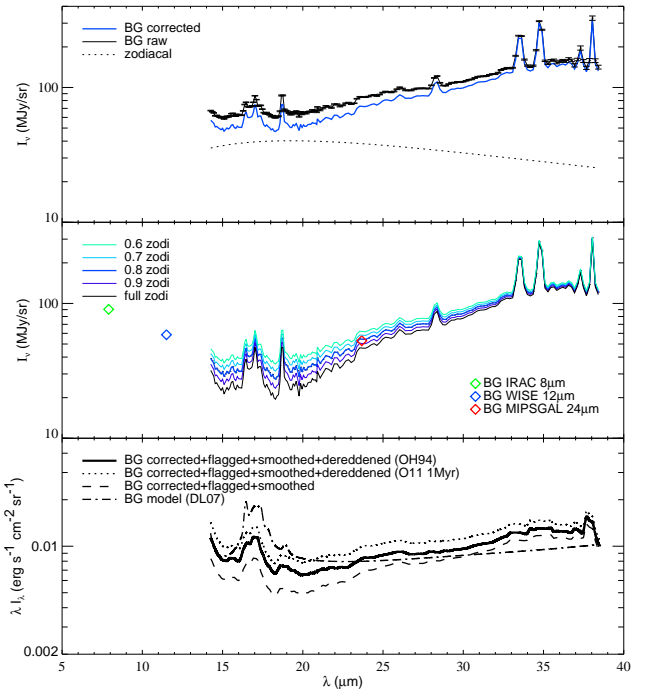 BG corrected
BG raw
zodiacal
100
10
Iν (MJy/sr)
0.6 zodi
0.7 zodi
0.8 zodi
0.9 zodi
full zodi
100
10
Iν (MJy/sr)
BG IRAC 8μm
BG WISE 12μm
BG MIPSGAL 24μm
BG corrected+flagged+smoothed+dereddened (OH94)
BG corrected+flagged+smoothed+dereddened (O11 1Myr)
BG corrected+flagged+smoothed
BG model (DL07)
0.01
0.002
λ Iλ (erg s⁻¹ cm⁻² sr⁻¹)
5 10 15 20 25 30 35 40
λ (μm)